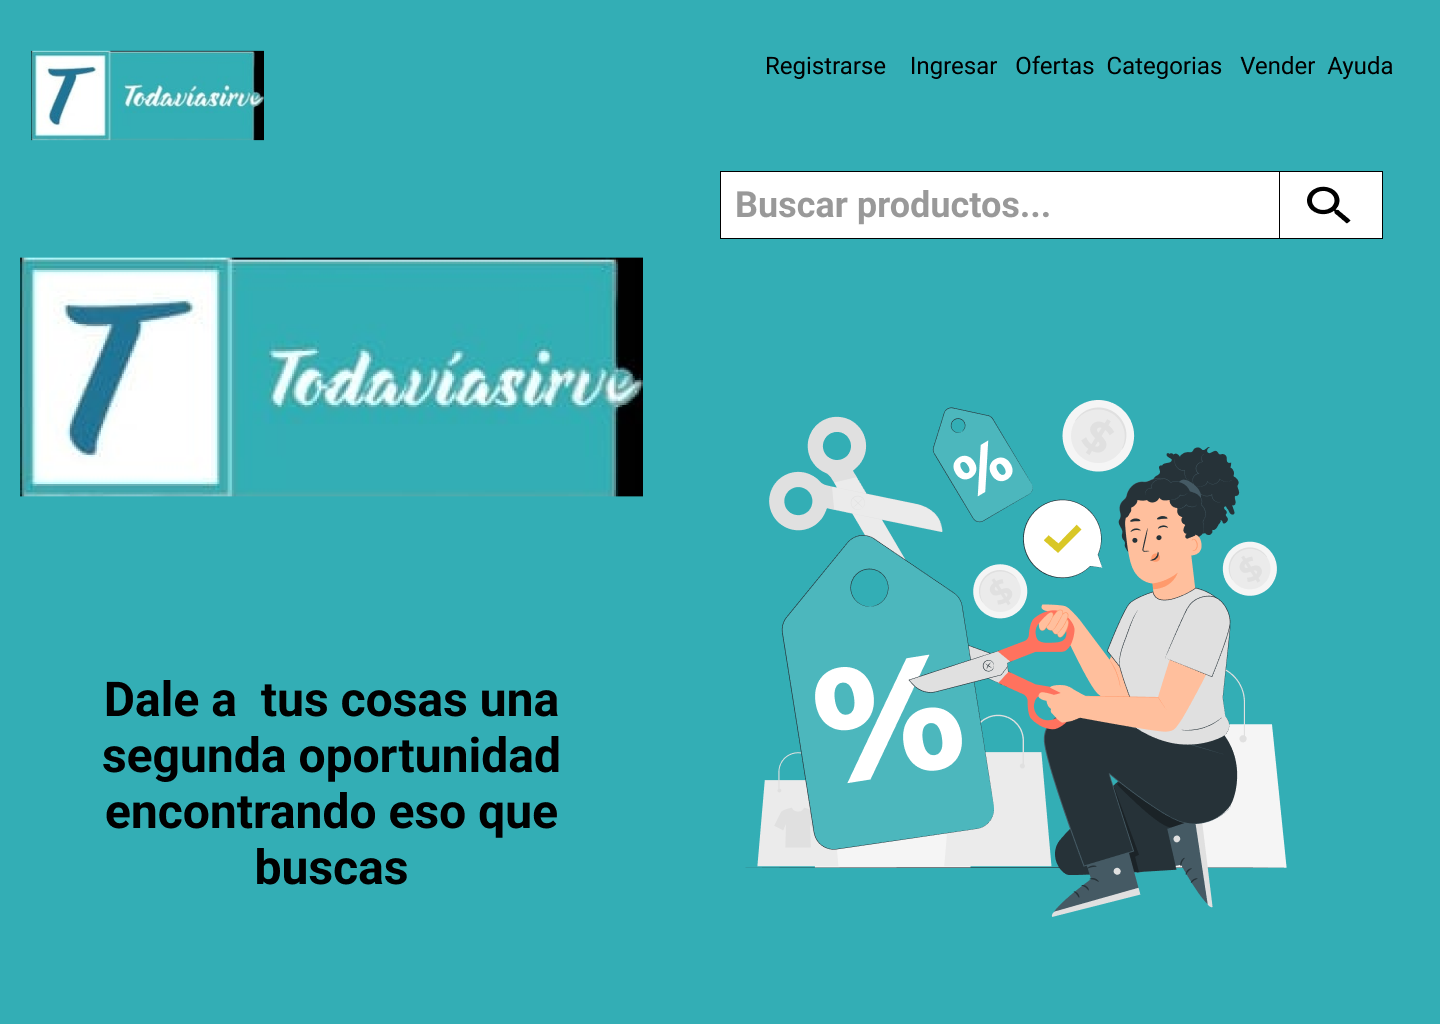 T Todavíasirve
Registrarse Ingresar Ofertas Categorias Vender Ayuda
Buscar productos...
T Todavíasirve
%
$
$
$
%
Dale a tus cosas una
segunda oportunidad
encontrando eso que
buscas